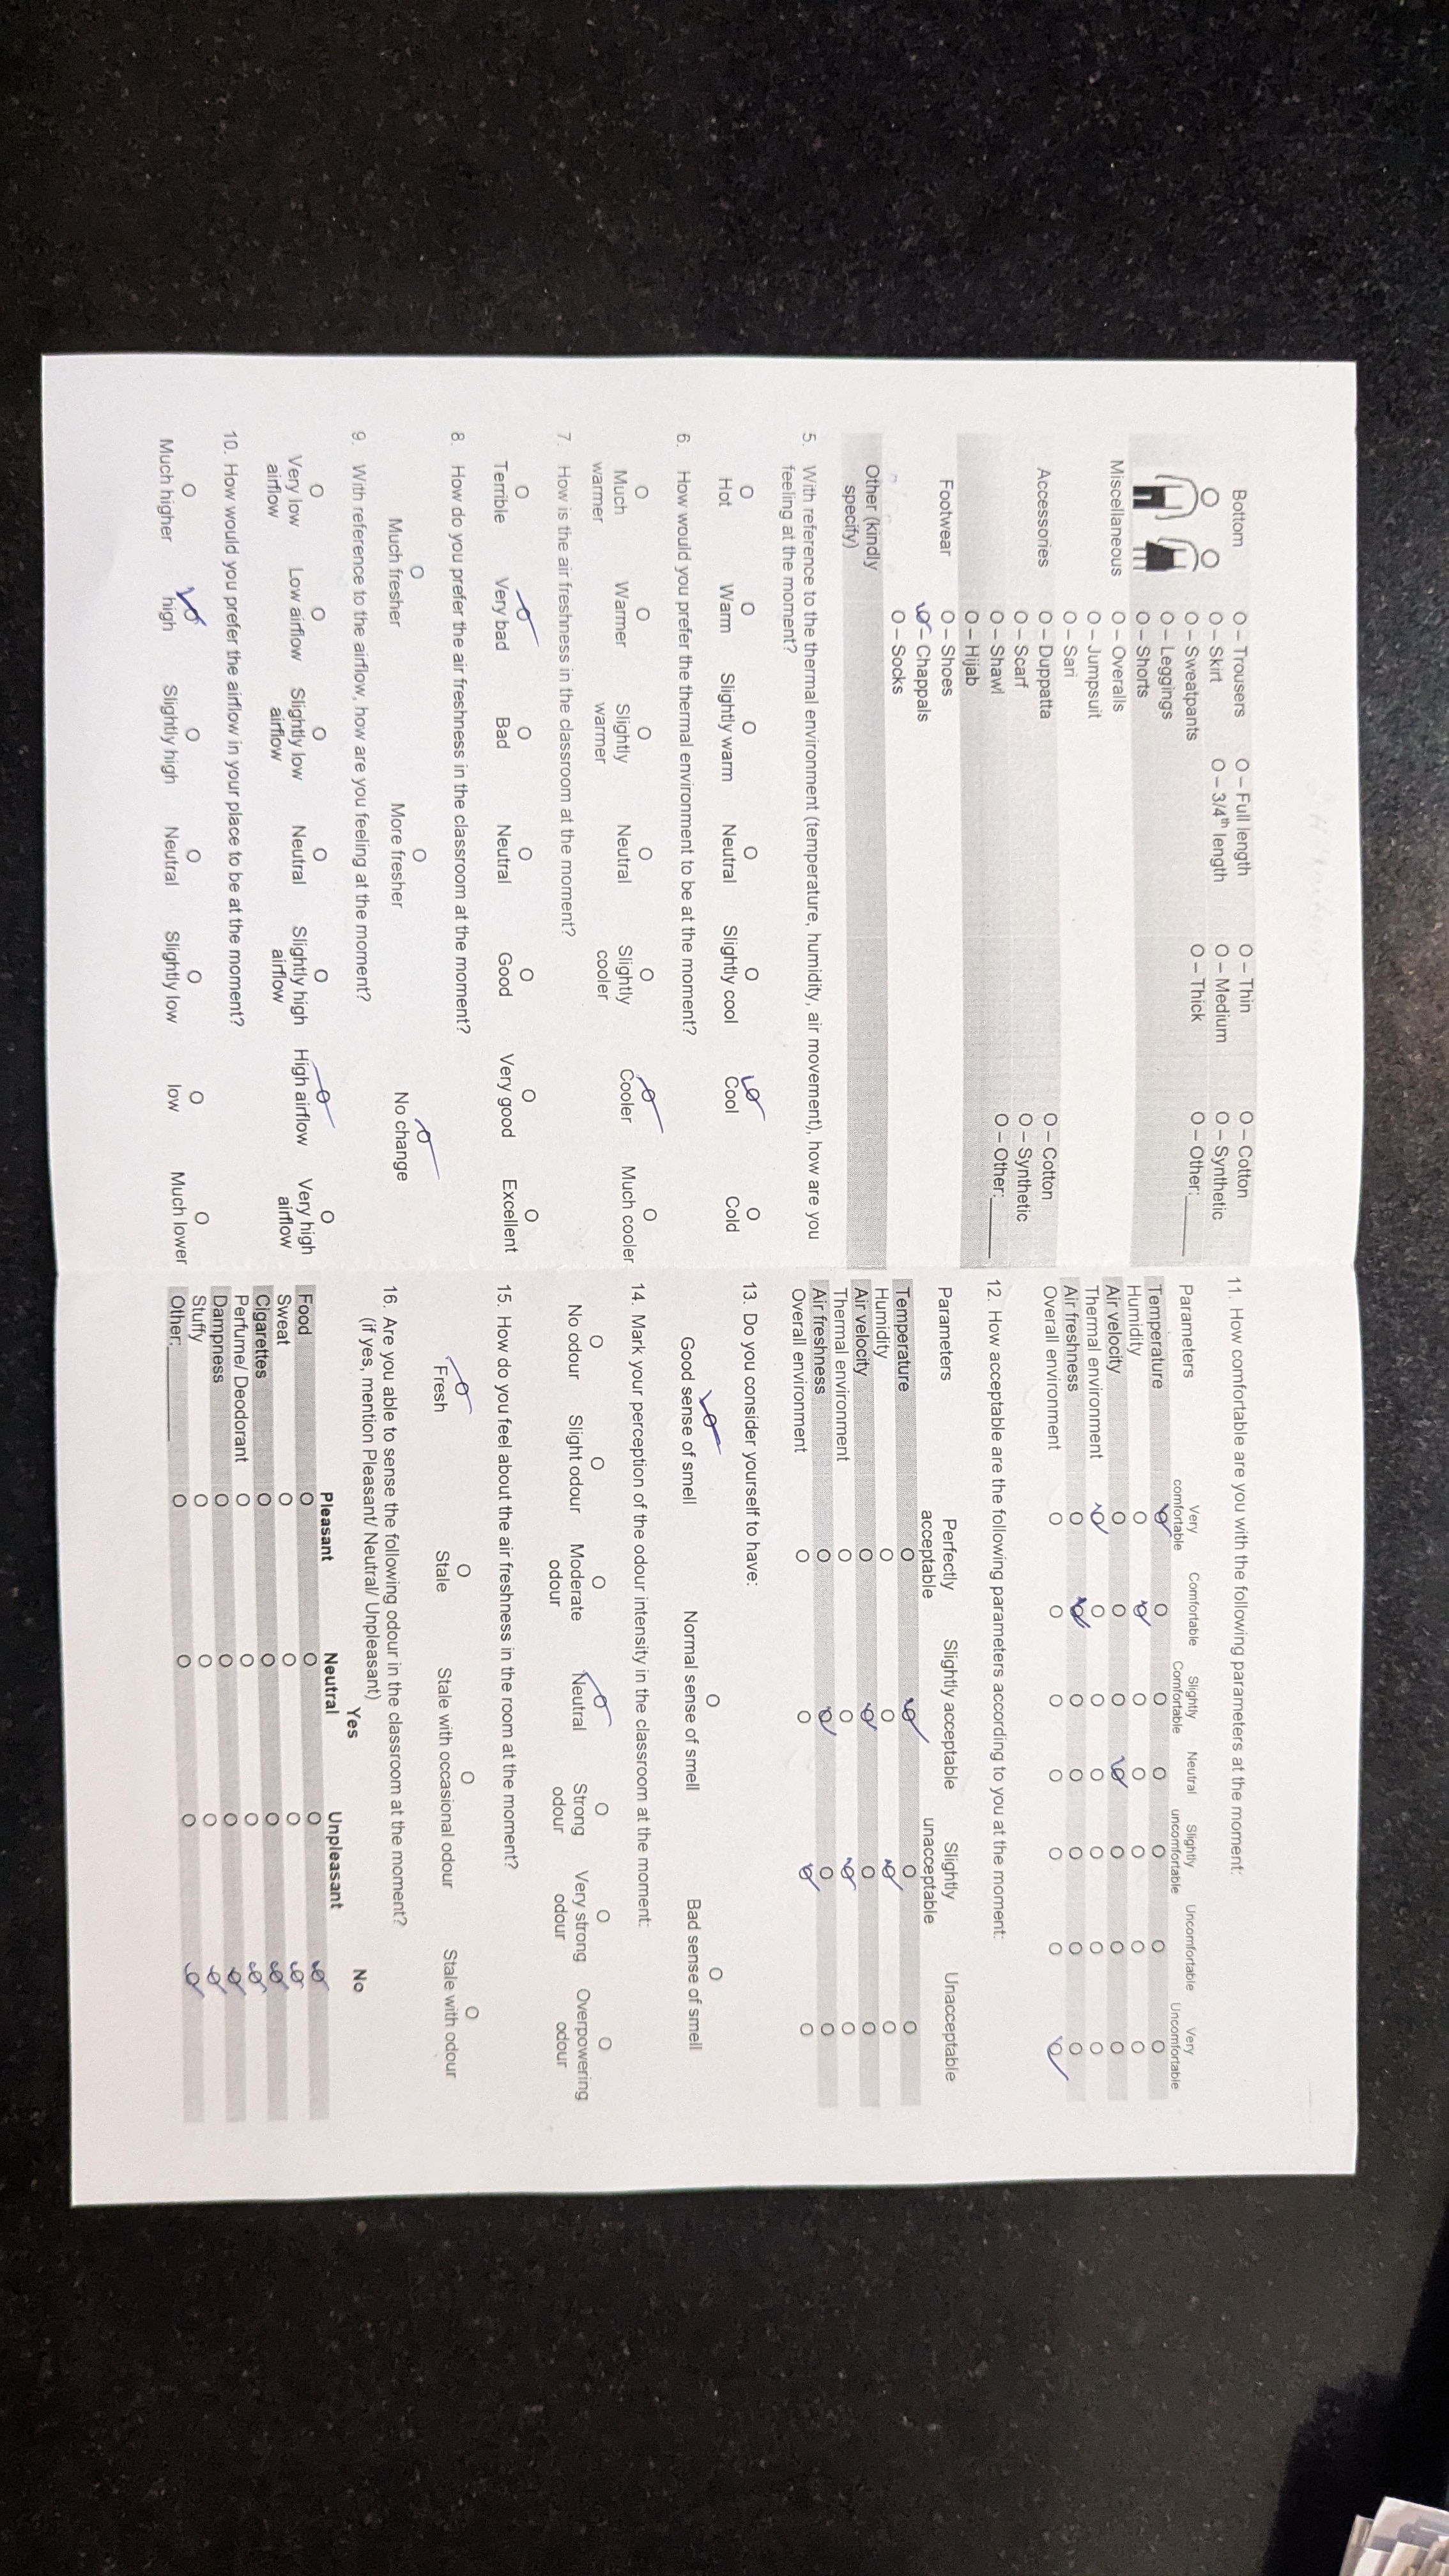 Bottom
O – Trousers O – Full length O – Thin O – Cotton
O – Skirt O – 3/4th length O – Medium O – Synthetic
O – Sweatpants O – Thick O – Other:______
O – Leggings
O – Shorts
Miscellaneous O – Overalls
O – Jumpsuit
O – Sari
Accessories O – Duppatta O – Cotton
O – Scarf O – Synthetic
O – Shawl O – Other:______
O – Hijab
Footwear O – Shoes
O – Chappals
O – Socks
Other (kindly
specify)
5. With reference to the thermal environment (temperature, humidity, air movement), how are you
feeling at the moment?
Hot Warm Slightly warm Neutral Slightly cool Cool Cold
6. How would you prefer the thermal environment to be at the moment?
Much Warmer Slightly Neutral Slightly Cooler Much cooler
warmer warmer cooler
7. How is the air freshness in the classroom at the moment?
Terrible Very bad Bad Neutral Good Very good Excellent
8. How do you prefer the air freshness in the classroom at the moment?
Much fresher More fresher No change
9. With reference to the airflow, how are you feeling at the moment?
Very low Low airflow Slightly low Neutral Slightly high High airflow Very high
airflow airflow airflow airflow
10. How would you prefer the airflow in your place to be at the moment?
Much higher high Slightly high Neutral Slightly low low Much lower
11. How comfortable are you with the following parameters at the moment:
Parameters Very Comfortable Slightly Neutral Slightly Uncomfortable Very
comfortable Comfortable uncomfortable Uncomfortable
Temperature
Humidity
Air velocity
Thermal environment
Air freshness
Overall environment
12. How acceptable are the following parameters according to you at the moment:
Parameters Perfectly Slightly acceptable Slightly Unacceptable
acceptable unacceptable
Temperature
Humidity
Air velocity
Thermal environment
Air freshness
Overall environment
13. Do you consider yourself to have:
Good sense of smell Normal sense of smell Bad sense of smell
14. Mark your perception of the odour intensity in the classroom at the moment:
No odour Slight odour Moderate Neutral Strong Very strong Overpowering
odour odour odour odour
15. How do you feel about the air freshness in the room at the moment?
Fresh Stale Stale with occasional odour Stale with odour
16. Are you able to sense the following odour in the classroom at the moment?
(if yes, mention Pleasant/ Neutral/ Unpleasant)
Yes No
Pleasant Neutral Unpleasant
Food
Sweat
Cigarettes
Perfume/ Deodorant
Dampness
Stuffy
Other:________